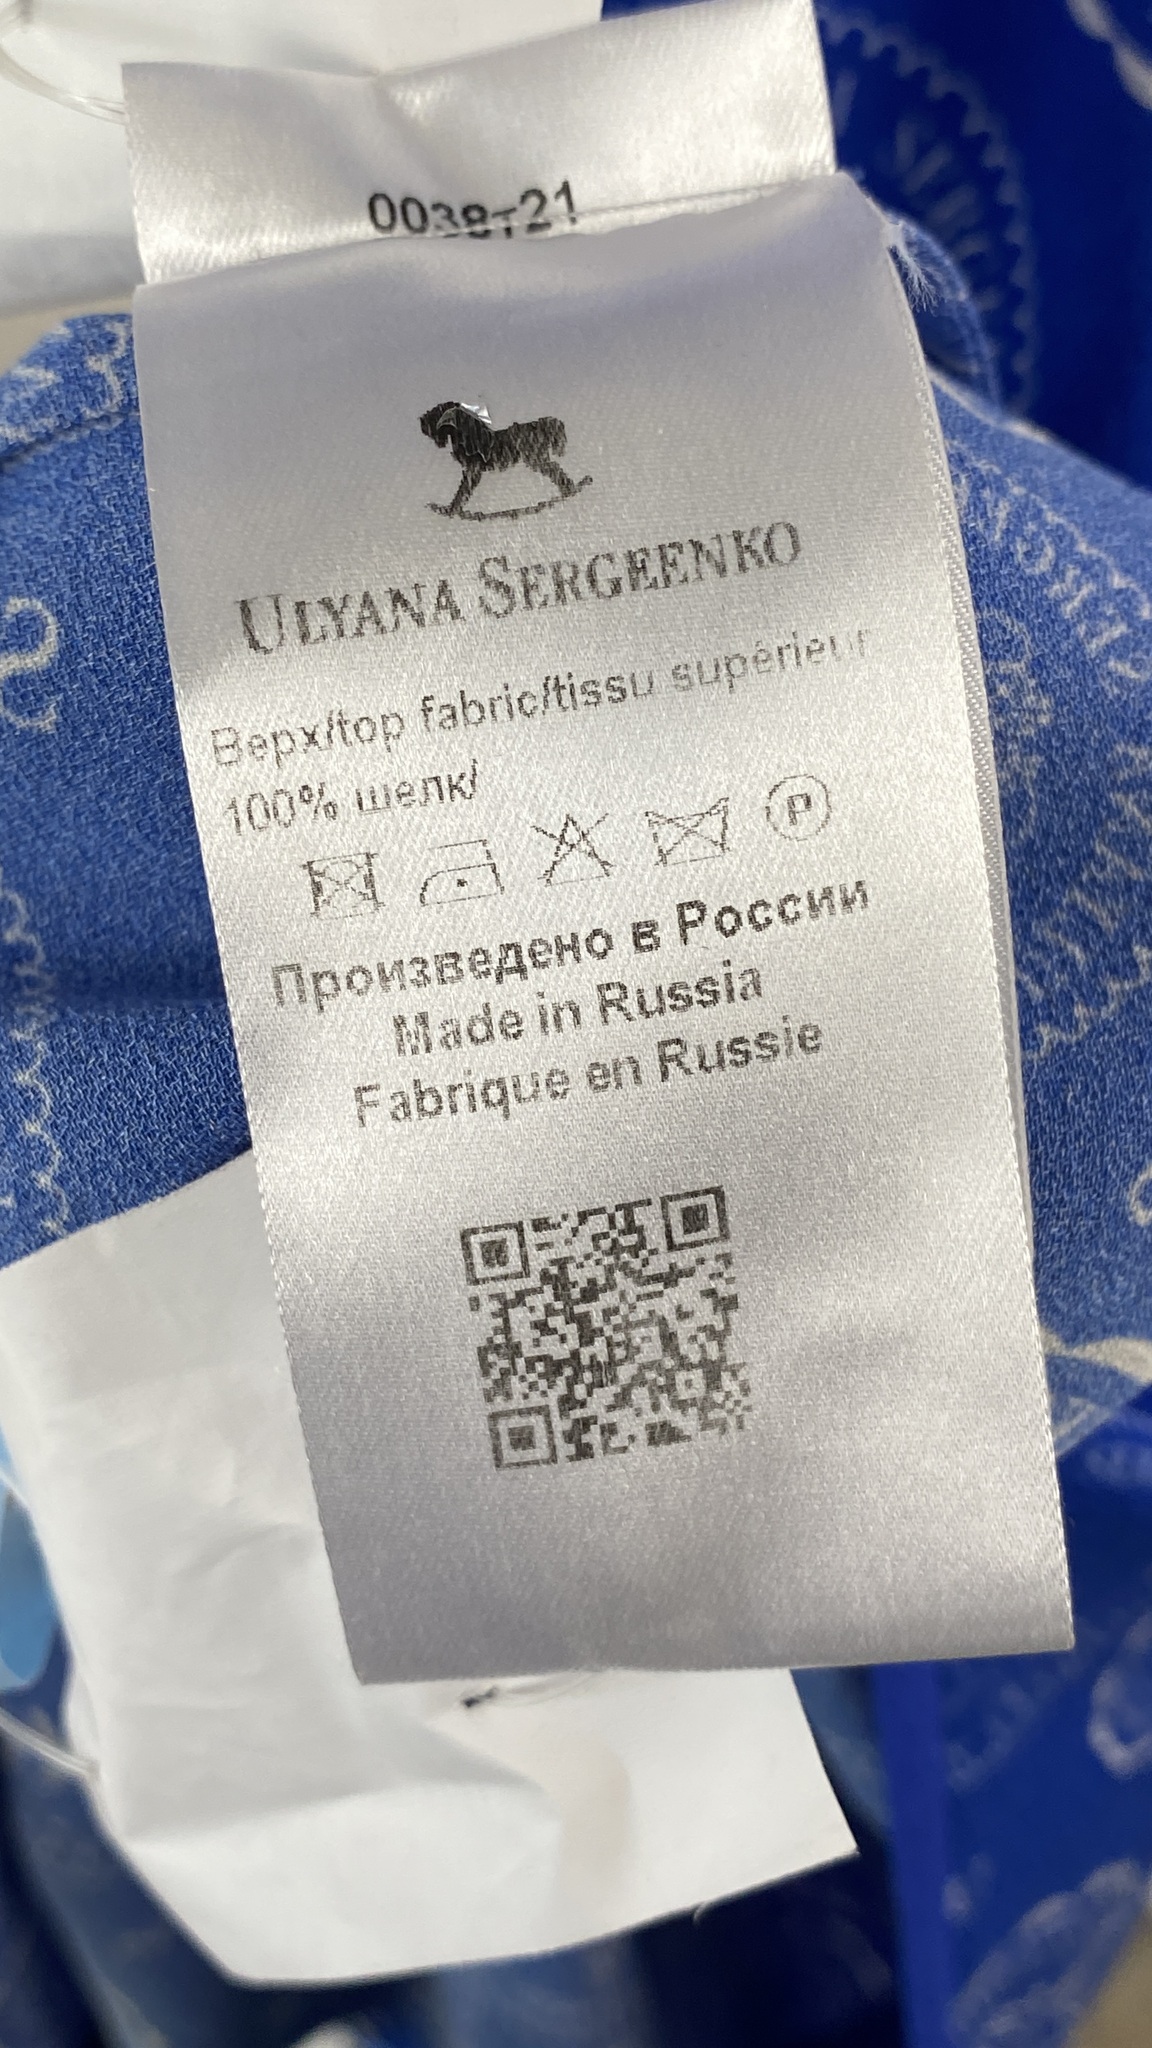 0038т21
ULYANA SERGEENKO
Верх/top fabric/tissu supérieur
100% шелк/
P
Произведено в России
Made in Russia
Fabrique en Russie